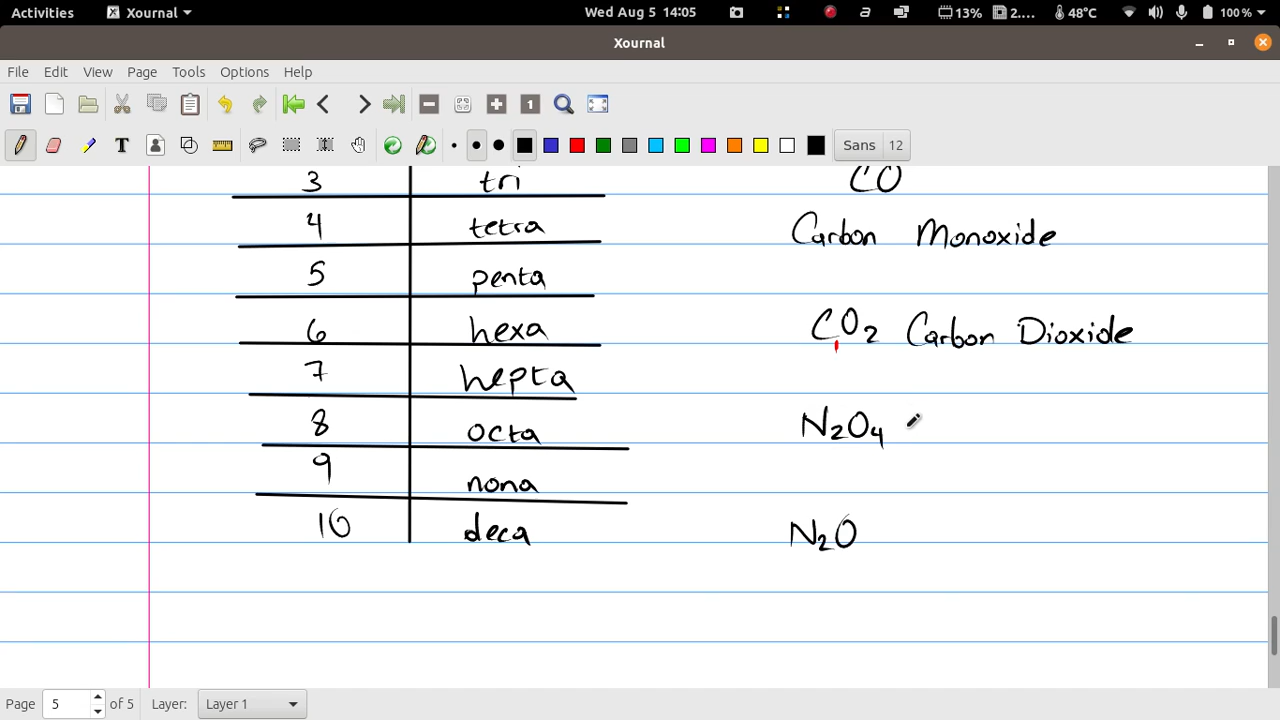 Activities Xournal Wed Aug 5 14:05 a 13% 2.... 48°C 100 %
Xournal
File Edit View Page Tools Options Help
1
T Sans 12
3 tri CO
4 tetra Carbon Monoxide
5 penta
6 hexa CO2 Carbon Dioxide
7 hepta
8 octa N2O4
9 nona
10 deca N2O
Page 5 of 5 Layer: Layer 1